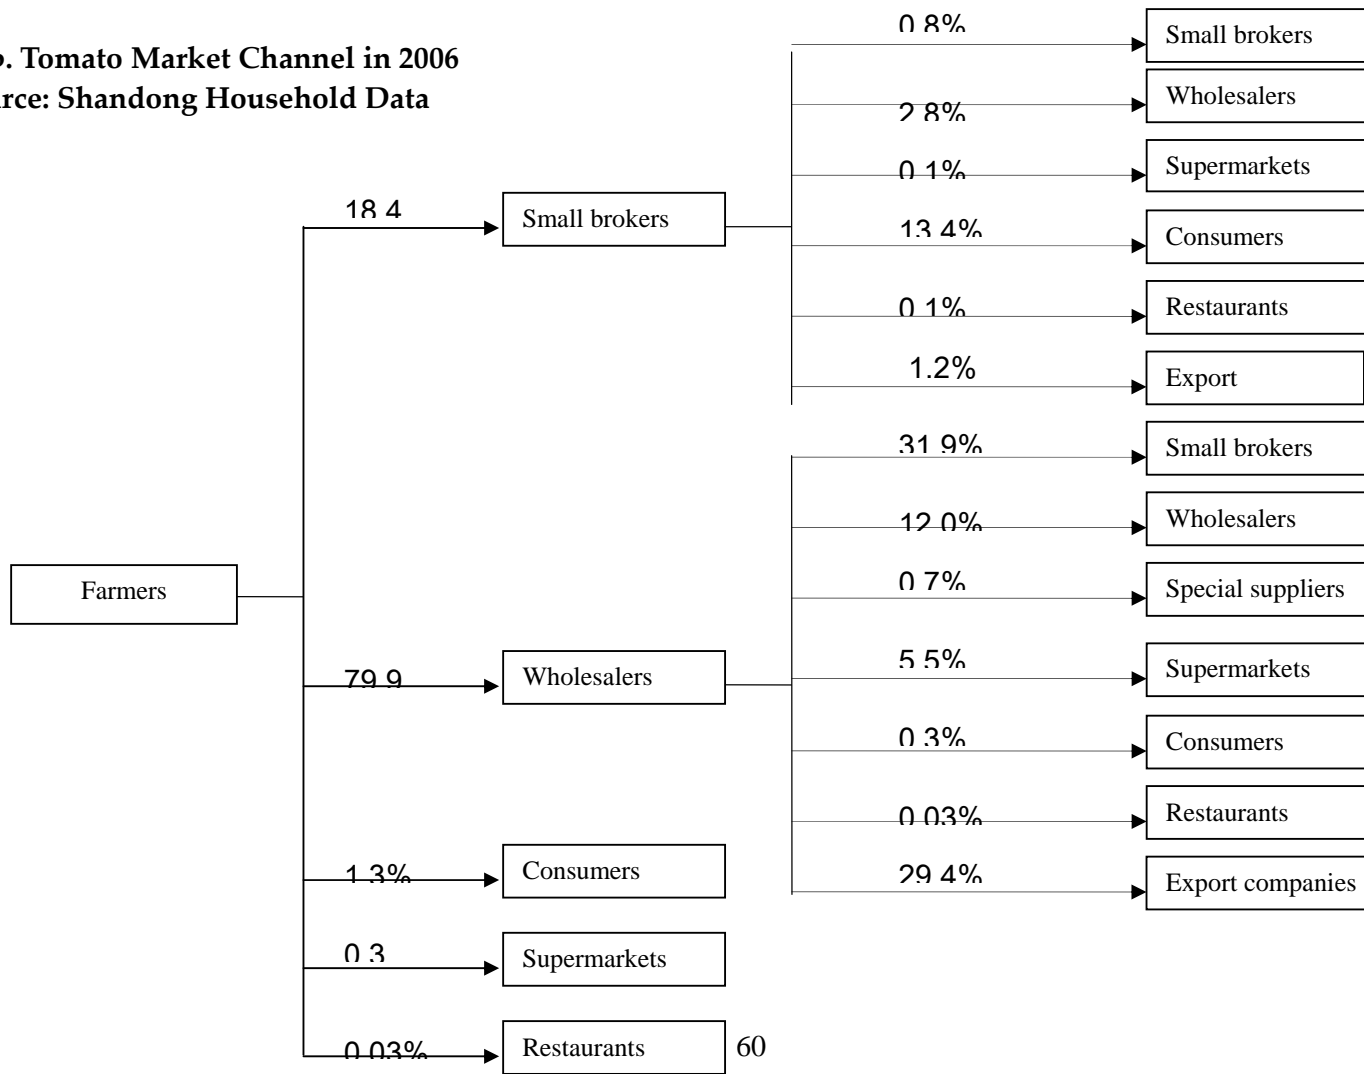 . Tomato Market Channel in 2006
rce: Shandong Household Data
0.8%
Small brokers
2.8%
Wholesalers
0.1%
Supermarkets
18.4
Small brokers
13.4%
Consumers
0.1%
Restaurants
1.2%
Export
31.9%
Small brokers
12.0%
Wholesalers
Farmers
0.7%
Special suppliers
79.9
Wholesalers
5.5%
Supermarkets
0.3%
Consumers
0.03%
Restaurants
1.3%
Consumers
29.4%
Export companies
0.3
Supermarkets
0.03%
Restaurants
60